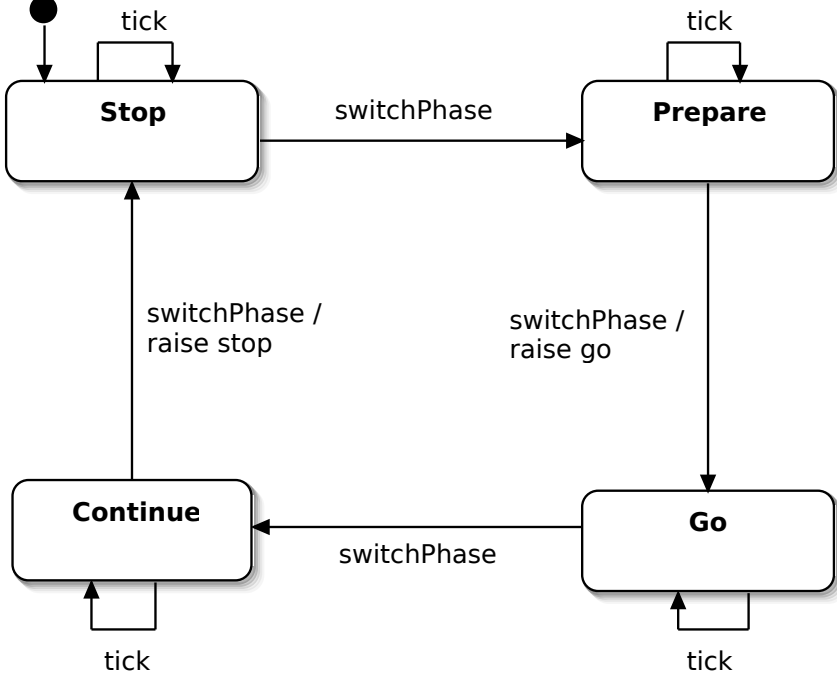 tick
tick
Stop
switchPhase
Prepare
switchPhase /
raise stop
switchPhase /
raise go
Continue
Go
switchPhase
tick
tick